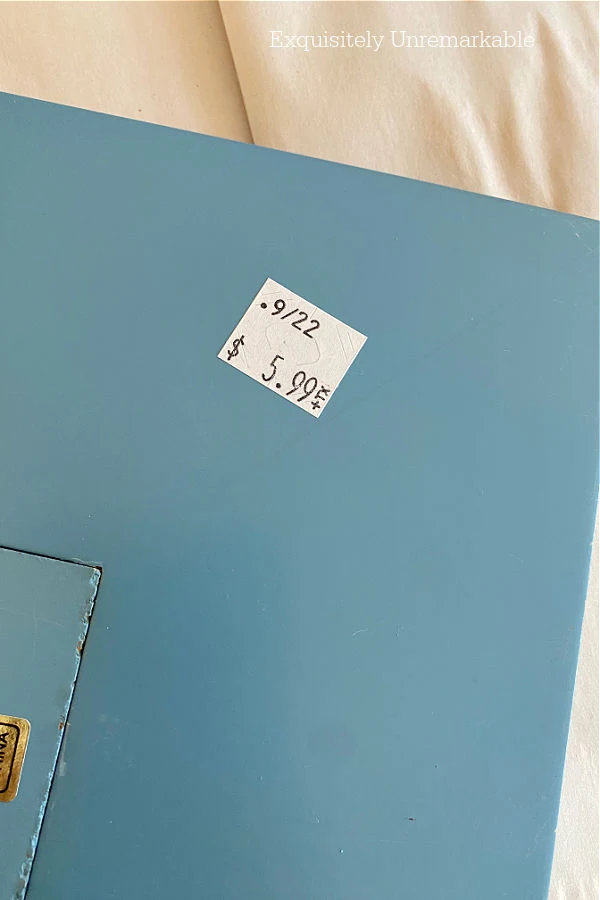 Exquisitely Unremarkable
.9/22
$ 5.99